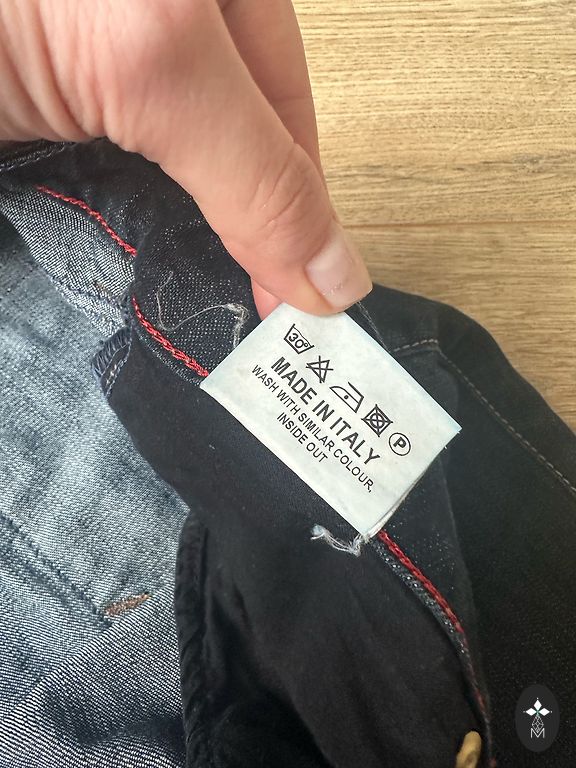 30°
P
MADE IN ITALY
WASH WITH SIMILAR COLOUR,
INSIDE OUT
M